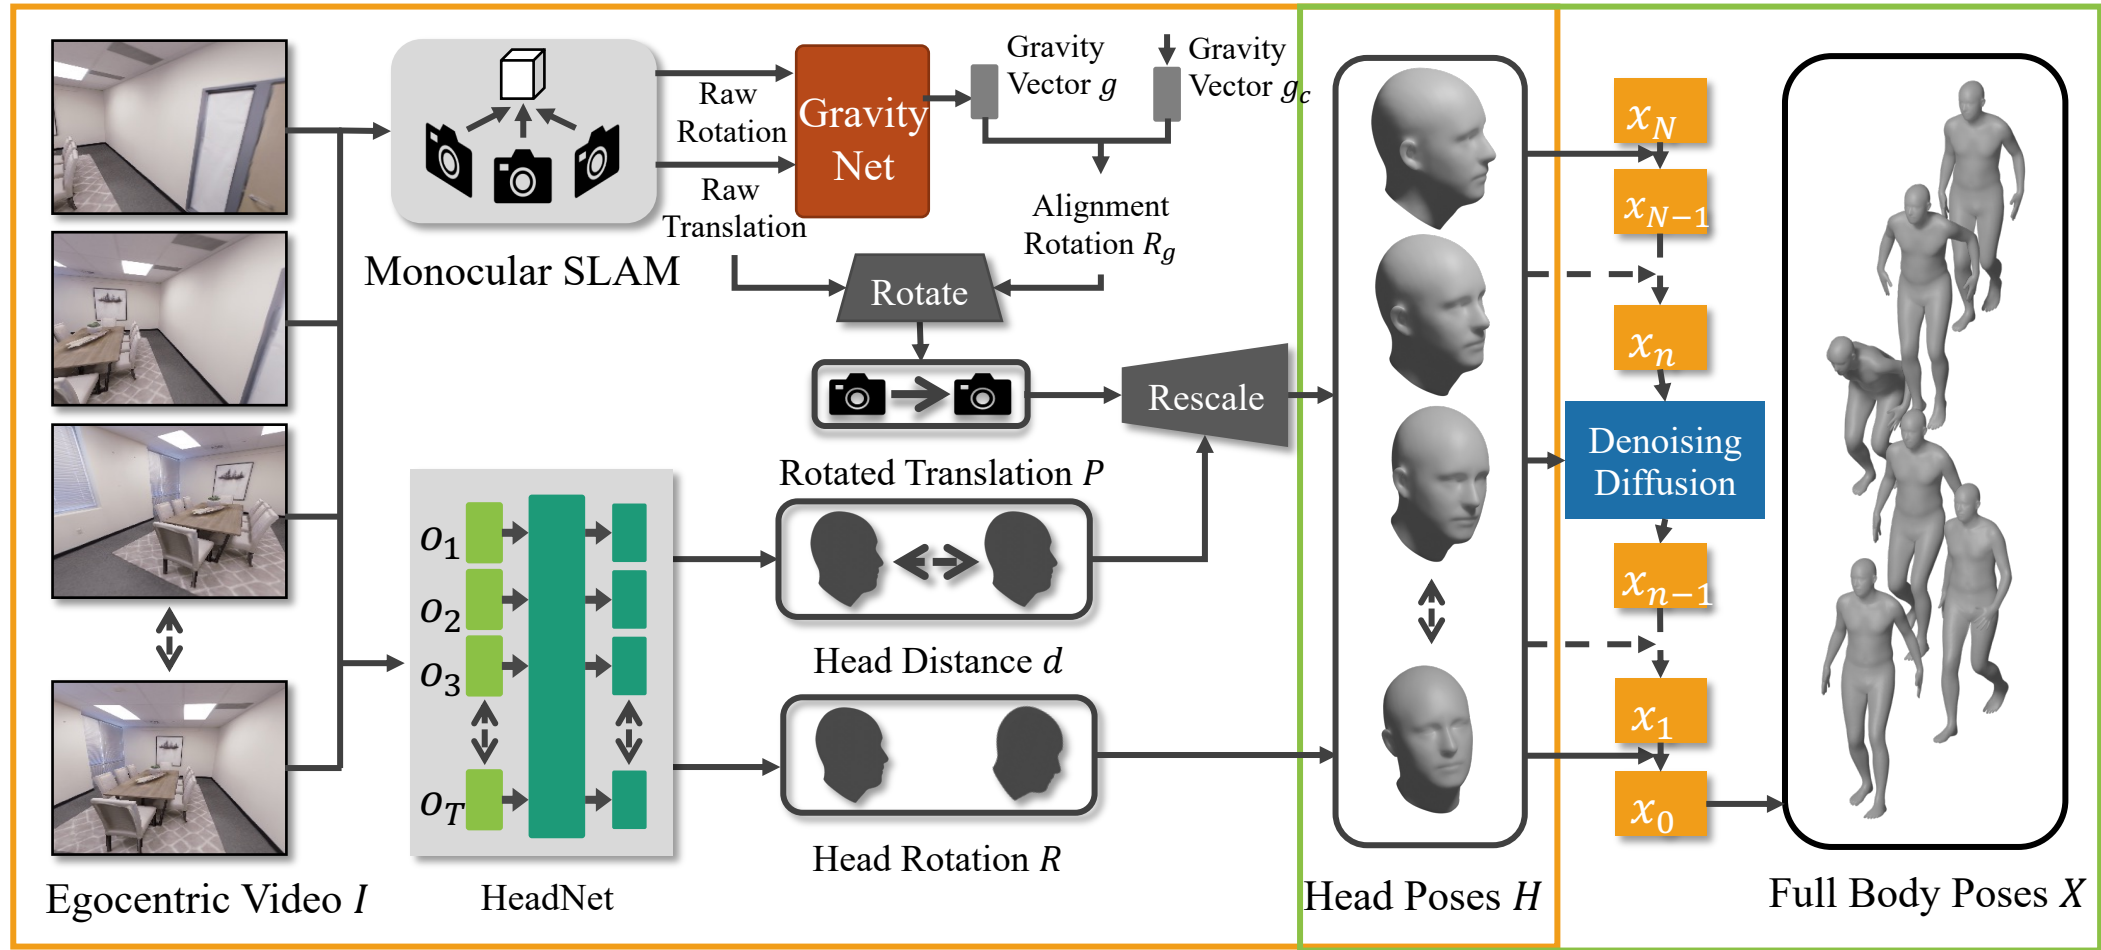 Raw
Rotation
Raw
Translation
Monocular SLAM
Gravity
Net
Gravity
Vector g
Gravity
Vector g_c
Alignment
Rotation R_g
Rotate
Rescale
Rotated Translation P
o_1
o_2
o_3
o_T
HeadNet
Head Distance d
Head Rotation R
Egocentric Video I
Head Poses H
x_N
x_{N−1}
x_n
Denoising
Diffusion
x_{n−1}
x_1
x_0
Full Body Poses X